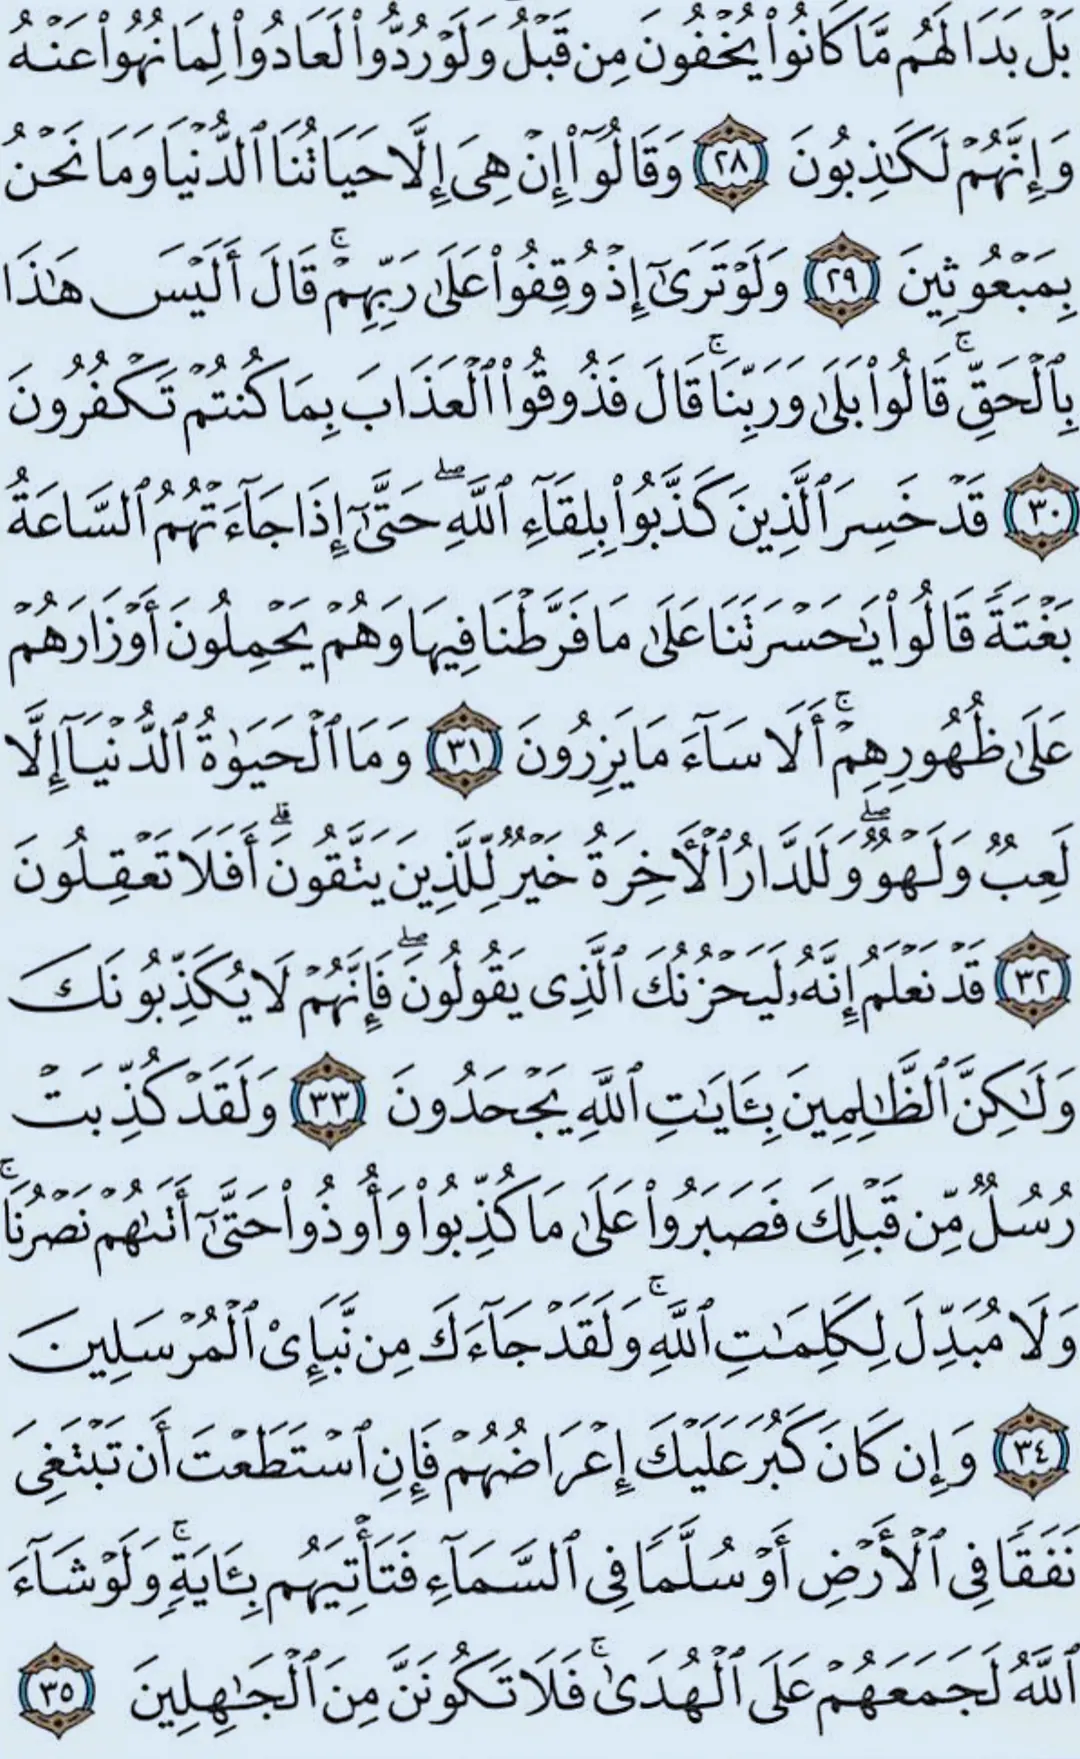 بَلْ بَدَا لَهُم مَّا كَانُوا۟ يُخْفُونَ مِن قَبْلُ ۖ وَلَوْ رُدُّوا۟ لَعَادُوا۟ لِمَا نُهُوا۟ عَنْهُ
وَإِنَّهُمْ لَكَـٰذِبُونَ ٢٨ وَقَالُوٓا۟ إِنْ هِىَ إِلَّا حَيَاتُنَا ٱلدُّنْيَا وَمَا نَحْنُ
بِمَبْعُوثِينَ ٢٩ وَلَوْ تَرَىٰٓ إِذْ وُقِفُوا۟ عَلَىٰ رَبِّهِمْ ۚ قَالَ أَلَيْسَ هَـٰذَا
بِٱلْحَقِّ ۚ قَالُوا۟ بَلَىٰ وَرَبِّنَا ۚ قَالَ فَذُوقُوا۟ ٱلْعَذَابَ بِمَا كُنتُمْ تَكْفُرُونَ
٣٠ قَدْ خَسِرَ ٱلَّذِينَ كَذَّبُوا۟ بِلِقَآءِ ٱللَّهِ ۖ حَتَّىٰٓ إِذَا جَآءَتْهُمُ ٱلسَّاعَةُ
بَغْتَةً قَالُوا۟ يَـٰحَسْرَتَنَا عَلَىٰ مَا فَرَّطْنَا فِيهَا وَهُمْ يَحْمِلُونَ أَوْزَارَهُمْ
عَلَىٰ ظُهُورِهِمْ ۚ أَلَا سَآءَ مَا يَزِرُونَ ٣١ وَمَا ٱلْحَيَوٰةُ ٱلدُّنْيَآ إِلَّا
لَعِبٌ وَلَهْوٌ ۖ وَلَلدَّارُ ٱلْـَٔاخِرَةُ خَيْرٌ لِّلَّذِينَ يَتَّقُونَ ۗ أَفَلَا تَعْقِلُونَ
٣٢ قَدْ نَعْلَمُ إِنَّهُۥ لَيَحْزُنُكَ ٱلَّذِى يَقُولُونَ ۖ فَإِنَّهُمْ لَا يُكَذِّبُونَكَ
وَلَـٰكِنَّ ٱلظَّـٰلِمِينَ بِـَٔايَـٰتِ ٱللَّهِ يَجْحَدُونَ ٣٣ وَلَقَدْ كُذِّبَتْ
رُسُلٌ مِّن قَبْلِكَ فَصَبَرُوا۟ عَلَىٰ مَا كُذِّبُوا۟ وَأُوذُوا۟ حَتَّىٰٓ أَتَىٰهُمْ نَصْرُنَا ۚ
وَلَا مُبَدِّلَ لِكَلِمَـٰتِ ٱللَّهِ ۚ وَلَقَدْ جَآءَكَ مِن نَّبَإِى۟ ٱلْمُرْسَلِينَ
٣٤ وَإِن كَانَ كَبُرَ عَلَيْكَ إِعْرَاضُهُمْ فَإِنِ ٱسْتَطَعْتَ أَن تَبْتَغِىَ
نَفَقًا فِى ٱلْأَرْضِ أَوْ سُلَّمًا فِى ٱلسَّمَآءِ فَتَأْتِيَهُم بِـَٔايَةٍ ۚ وَلَوْ شَآءَ
ٱللَّهُ لَجَمَعَهُمْ عَلَى ٱلْهُدَىٰ ۚ فَلَا تَكُونَنَّ مِنَ ٱلْجَـٰهِلِينَ ٣٥